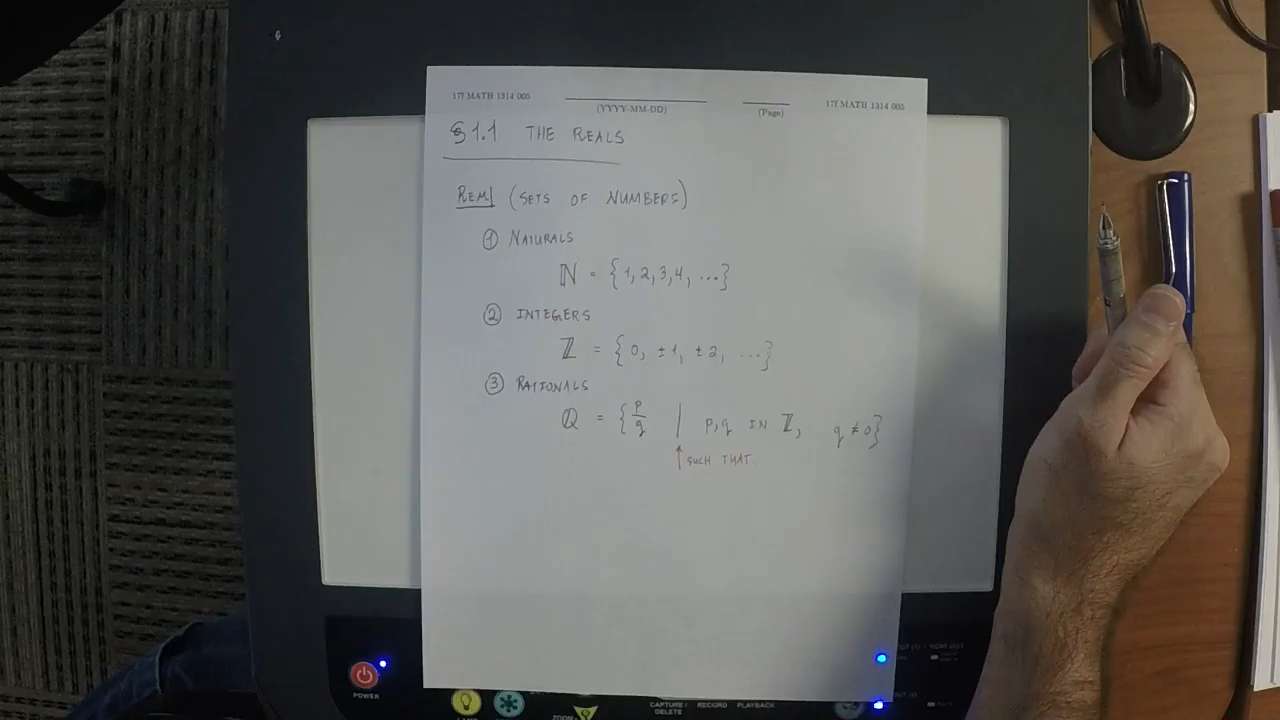 17f MATH 1314 005 (YYYY-MM-DD) (Page) 17f MATH 1314 005
§1.1 THE REALS
REM (SETS OF NUMBERS)
① NATURALS
ℕ = {1, 2, 3, 4, ...}
② INTEGERS
ℤ = {0, ±1, ±2, ...}
③ RATIONALS
ℚ = {p/q | p,q IN ℤ, q ≠ 0}
↑ SUCH THAT
POWER
ZOOM
CAPTURE / DELETE RECORD PLAYBACK